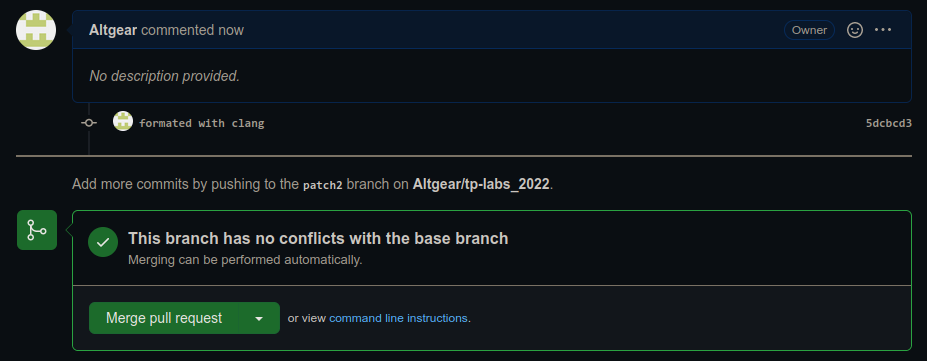 Altgear commented now
Owner
No description provided.
formated with clang
5dcbcd3
Add more commits by pushing to the patch2 branch on Altgear/tp-labs_2022.
This branch has no conflicts with the base branch
Merging can be performed automatically.
Merge pull request
or view command line instructions.